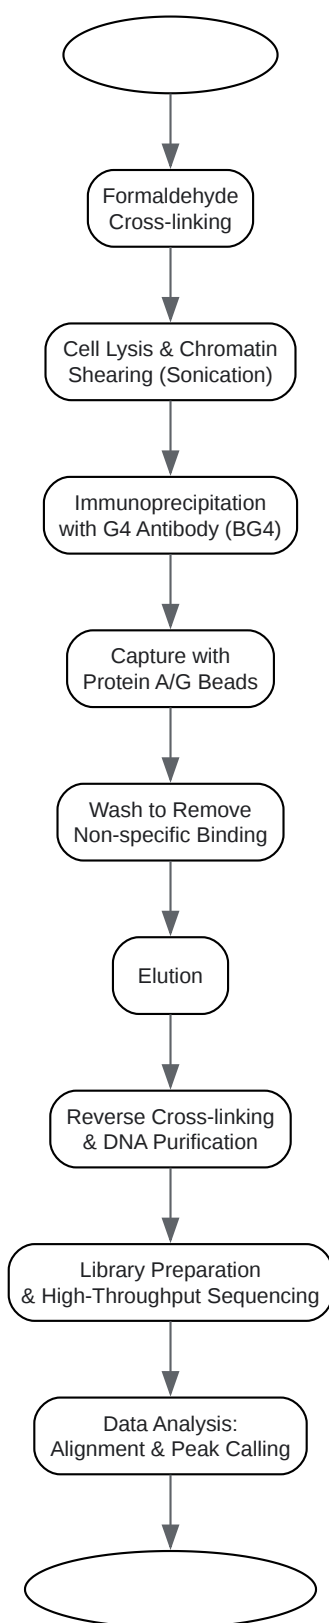 Formaldehyde
Cross-linking
Cell Lysis & Chromatin
Shearing (Sonication)
Immunoprecipitation
with G4 Antibody (BG4)
Capture with
Protein A/G Beads
Wash to Remove
Non-specific Binding
Elution
Reverse Cross-linking
& DNA Purification
Library Preparation
& High-Throughput Sequencing
Data Analysis:
Alignment & Peak Calling